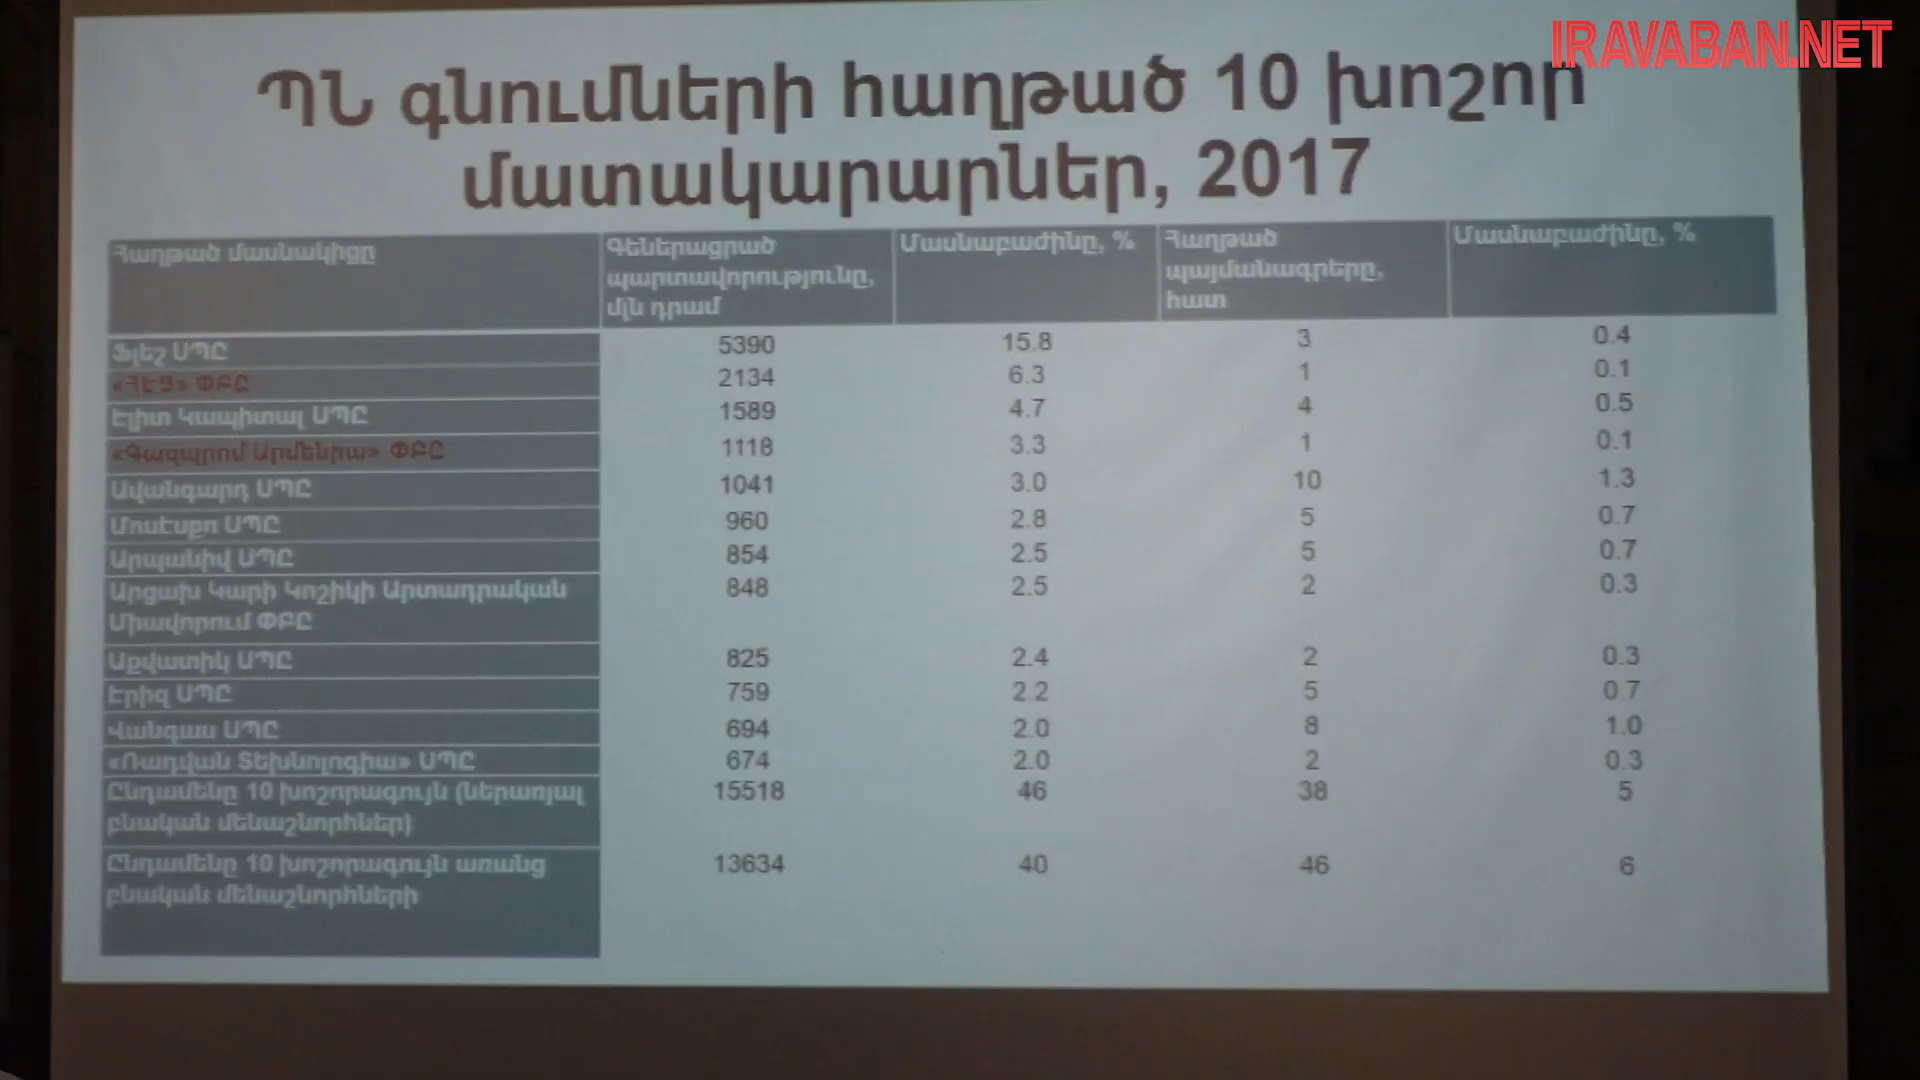 IRAVABAN.NET
ՊՆ գնումների հաղթած 10 խոշոր
մատակարարներ, 2017
Հաղթած մասնակիցը
Գեներացրած
պարտավորությունը,
մլն դրամ
Մասնաբաժինը, %
Հաղթած
պայմանագրերը,
հատ
Մասնաբաժինը, %
Ֆլեշ ՍՊԸ 5390 15.8 3 0.4
«ՀԷՑ» ՓԲԸ 2134 6.3 1 0.1
Էլիտ Կապիտալ ՍՊԸ 1589 4.7 4 0.5
«Գազպրոմ Արմենիա» ՓԲԸ 1118 3.3 1 0.1
Ավանգարդ ՍՊԸ 1041 3.0 10 1.3
Մոսէսքո ՍՊԸ 960 2.8 5 0.7
Արպանիվ ՍՊԸ 854 2.5 5 0.7
Արցախ Կարի Կոշիկի Արտադրական 848 2.5 2 0.3
Միավորում ՓԲԸ
Աքվատիկ ՍՊԸ 825 2.4 2 0.3
Էրիզ ՍՊԸ 759 2.2 5 0.7
Վանգաս ՍՊԸ 694 2.0 8 1.0
«Ռադվան Տեխնոլոգիա» ՍՊԸ 674 2.0 2 0.3
Ընդամենը 10 խոշորագույն (ներառյալ 15518 46 38 5
բնական մենաշնորհներ)
Ընդամենը 10 խոշորագույն առանց 13634 40 46 6
բնական մենաշնորհների